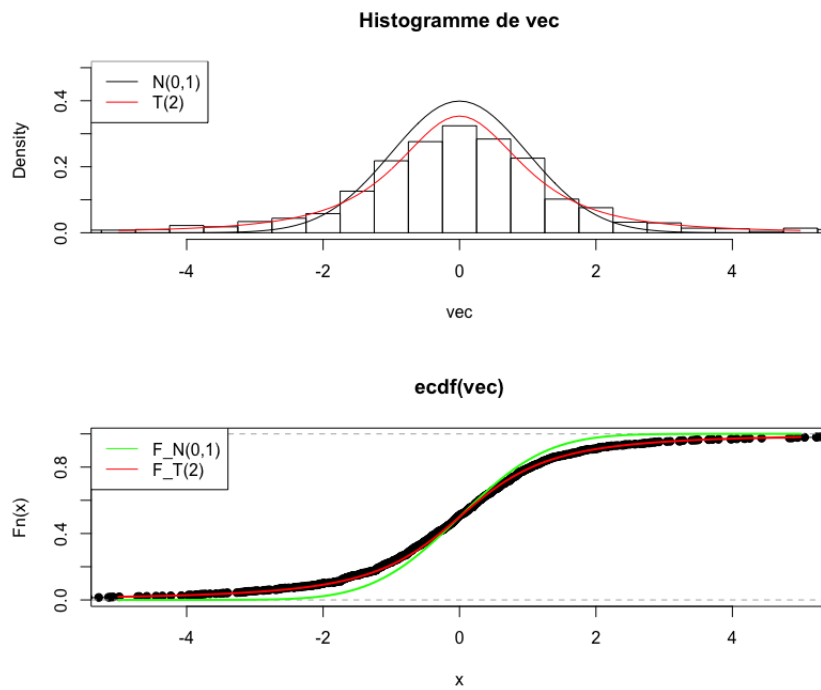 Histogramme de vec
N(0,1)
T(2)
Density
0.0
0.2
0.4
-4
-2
0
2
4
vec
ecdf(vec)
F_N(0,1)
F_T(2)
Fn(x)
0.0
0.4
0.8
-4
-2
0
2
4
x